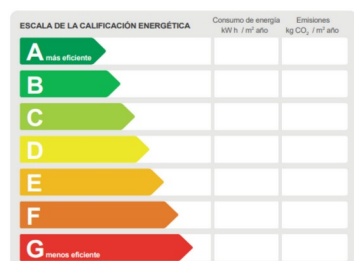 ESCALA DE LA CALIFICACIÓN ENERGÉTICA
Consumo de energía
kW h / m² año
Emisiones
kg CO₂ / m² año
A más eficiente
B
C
D
E
F
G menos eficiente